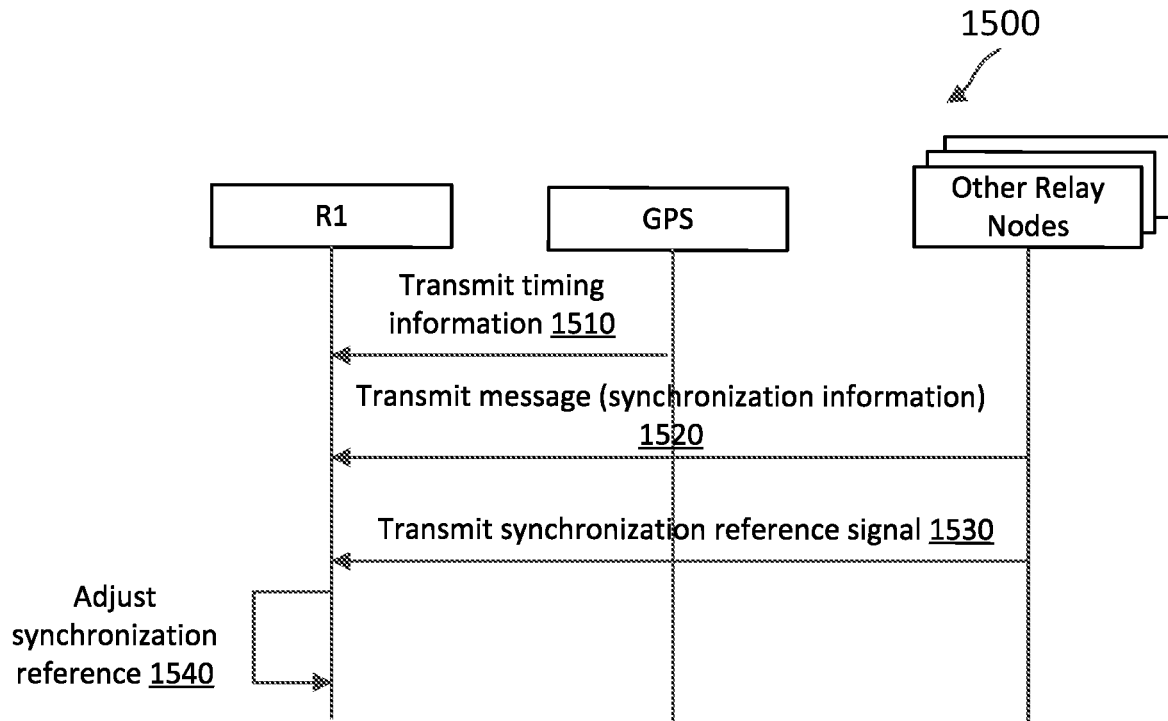 1500
R1
GPS
Other Relay
Nodes
Transmit timing
information 1510
Transmit message (synchronization information)
1520
Transmit synchronization reference signal 1530
Adjust
synchronization
reference 1540